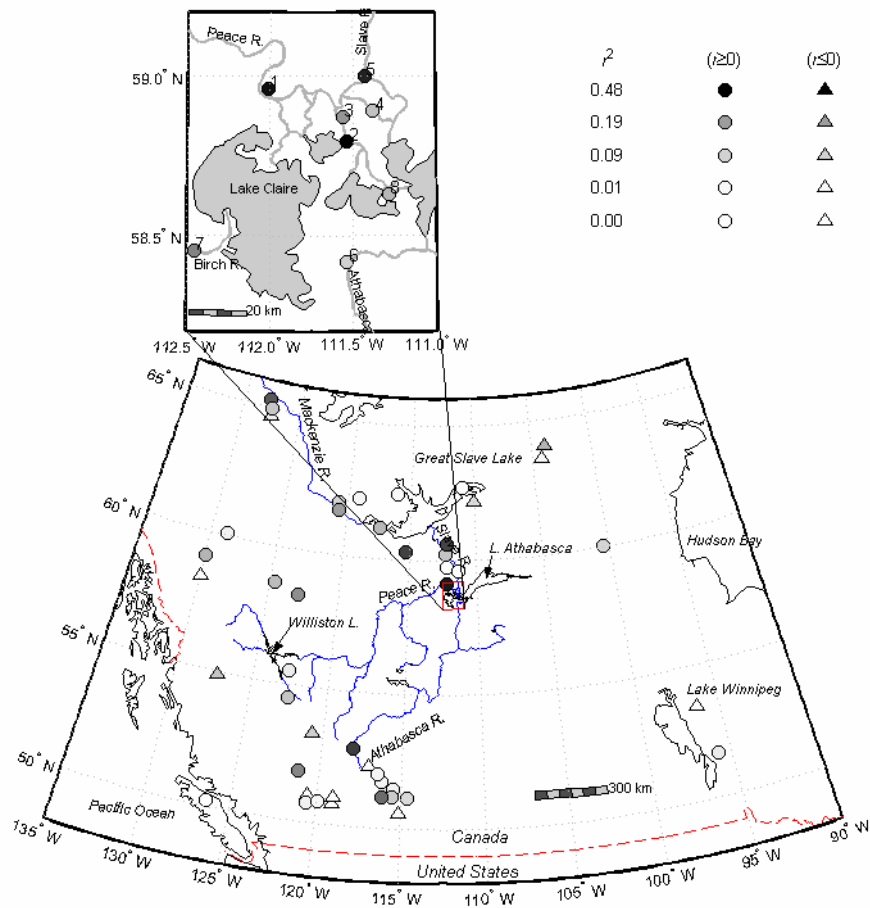 Peace R.
Slave R
59.0° N
1
5
4
3
2
Lake Claire
58.5° N
7
Birch R.
Athabasca
20 km
112.5° W
112.0° W
111.5° W
111.0° W
r² (r≥0) (r≤0)
0.48
0.19
0.09
0.01
0.00
65° N
Mackenzie R.
Great Slave Lake
60° N
L. Athabasca
Hudson Bay
Peace R.
Williston L.
55° N
Lake Winnipeg
Athabasca R.
50° N
300 km
Pacific Ocean
Canada
United States
135° W
130° W
125° W
120° W
115° W
110° W
105° W
100° W
95° W
90° W